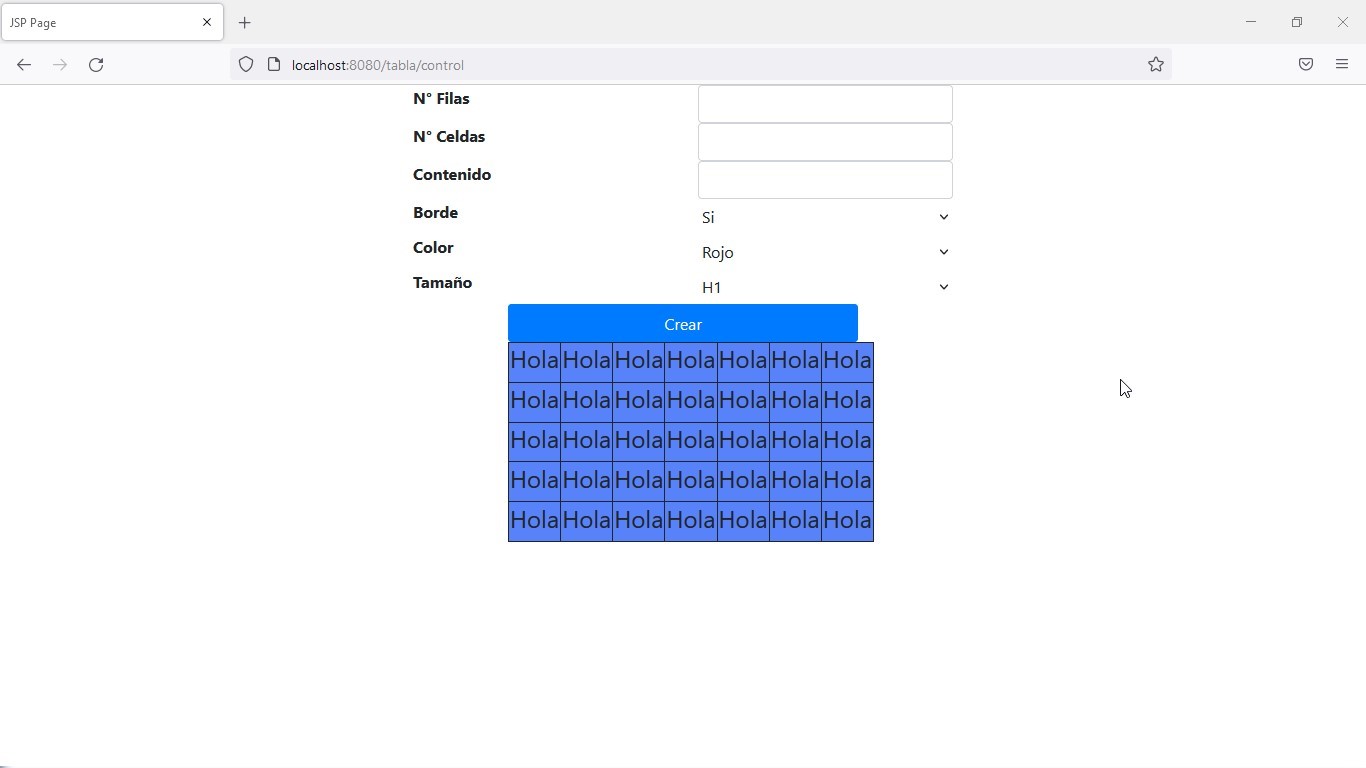 JSP Page
localhost:8080/tabla/control
N° Filas
N° Celdas
Contenido
Borde Si
Color Rojo
Tamaño H1
Crear
Hola Hola Hola Hola Hola Hola Hola
Hola Hola Hola Hola Hola Hola Hola
Hola Hola Hola Hola Hola Hola Hola
Hola Hola Hola Hola Hola Hola Hola
Hola Hola Hola Hola Hola Hola Hola